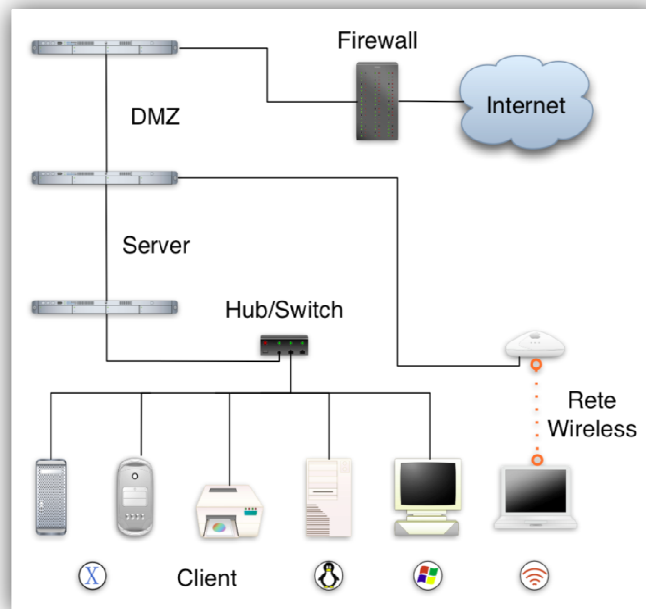 Firewall
Internet
DMZ
Server
Hub/Switch
Rete
Wireless
X
Client